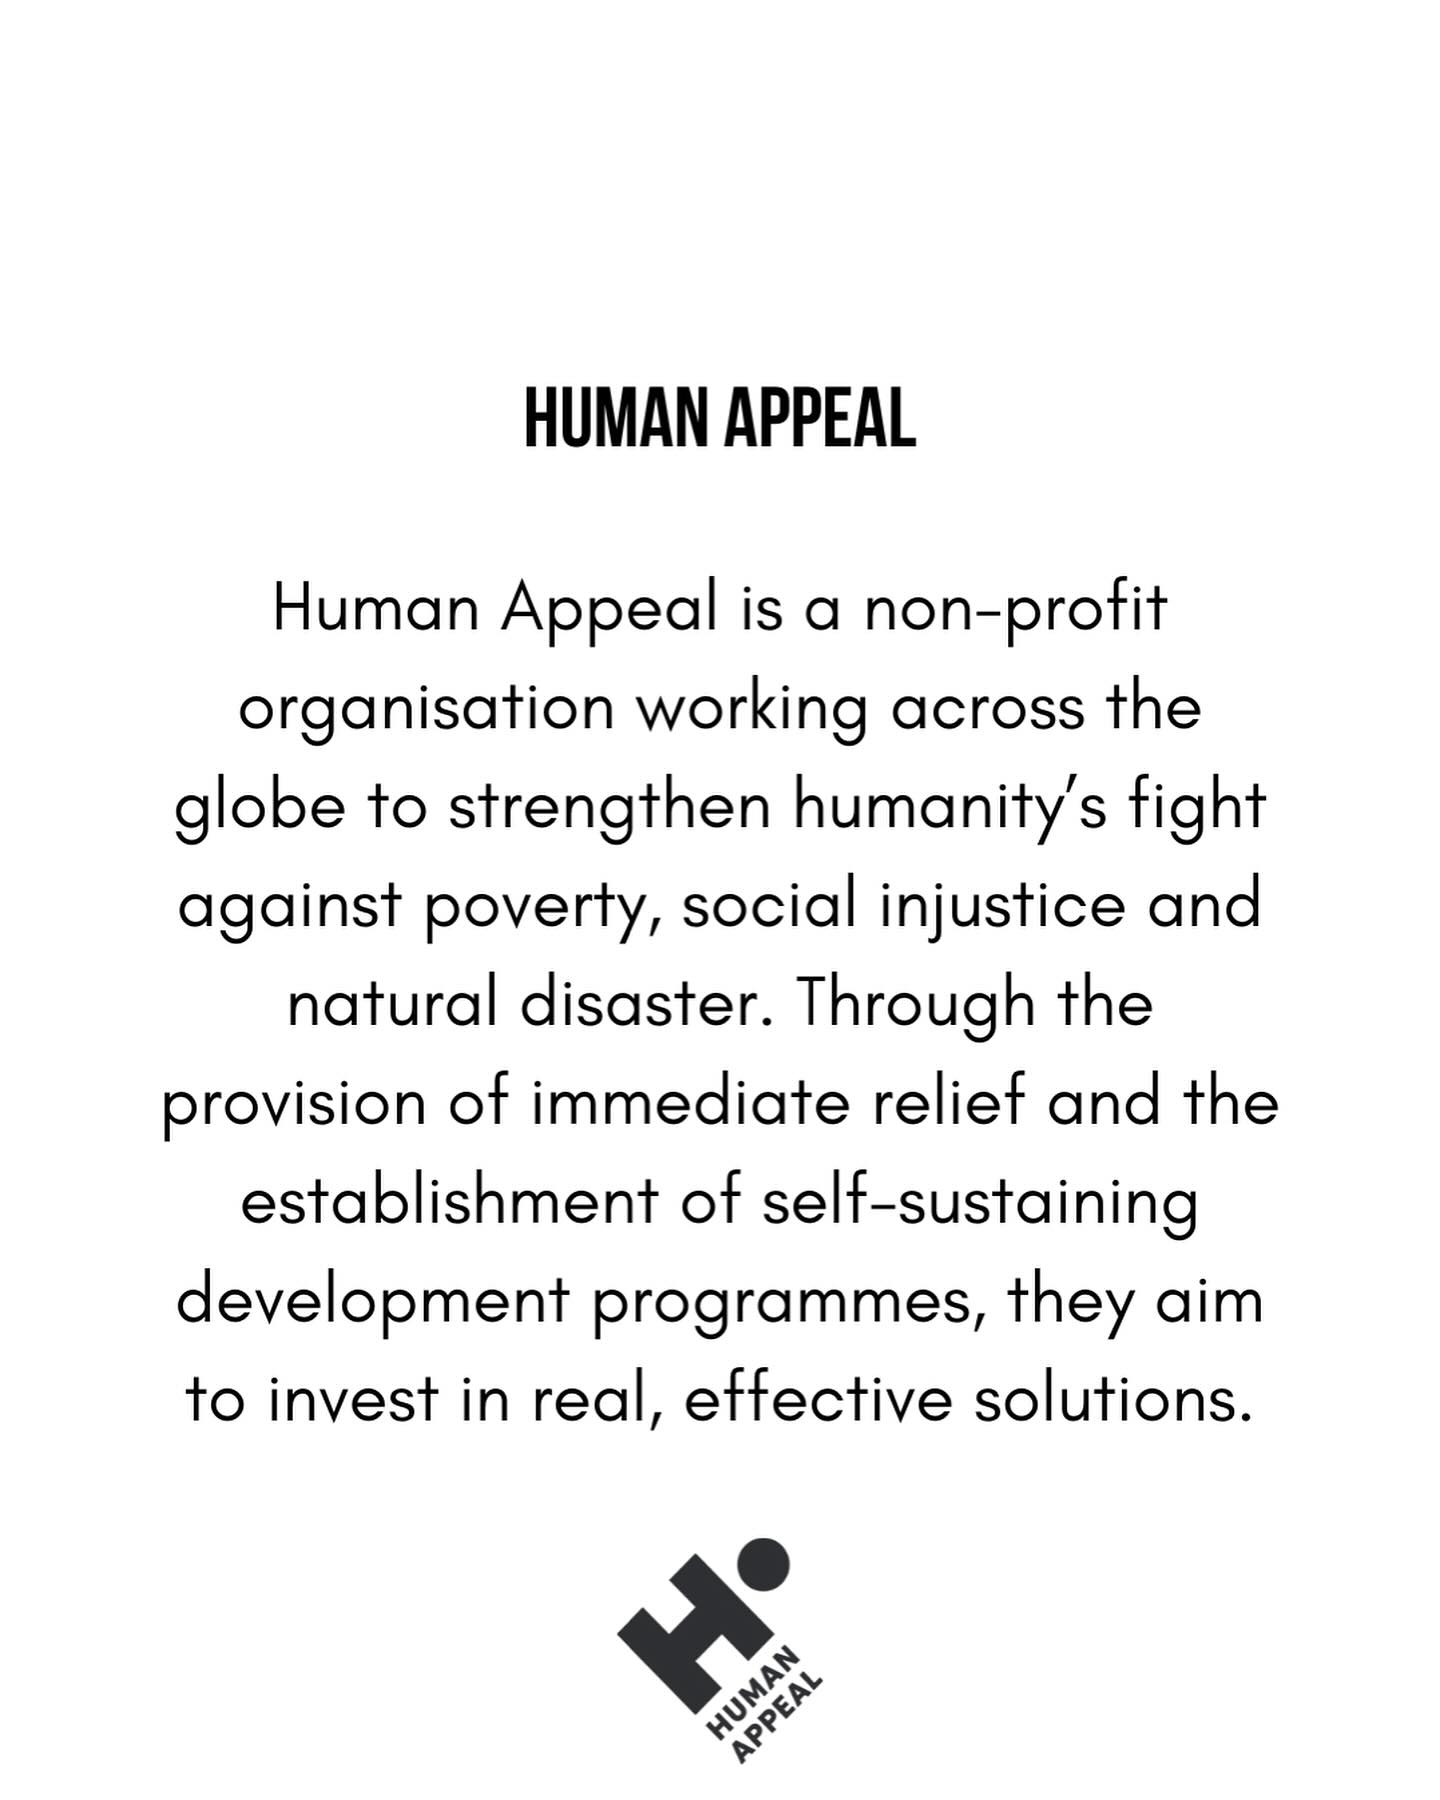 HUMAN APPEAL
Human Appeal is a non-profit
organisation working across the
globe to strengthen humanity’s fight
against poverty, social injustice and
natural disaster. Through the
provision of immediate relief and the
establishment of self-sustaining
development programmes, they aim
to invest in real, effective solutions.
H
HUMAN
APPEAL